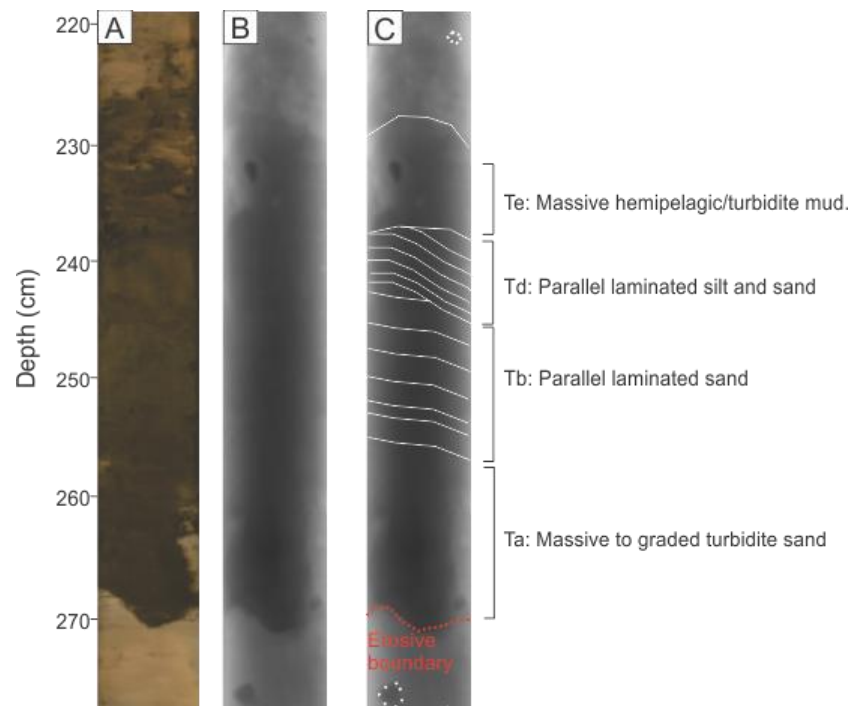 A
B
C
220
230
240
250
260
270
Depth (cm)
Te: Massive hemipelagic/turbidite mud.
Td: Parallel laminated silt and sand
Tb: Parallel laminated sand
Ta: Massive to graded turbidite sand
Erosive
boundary